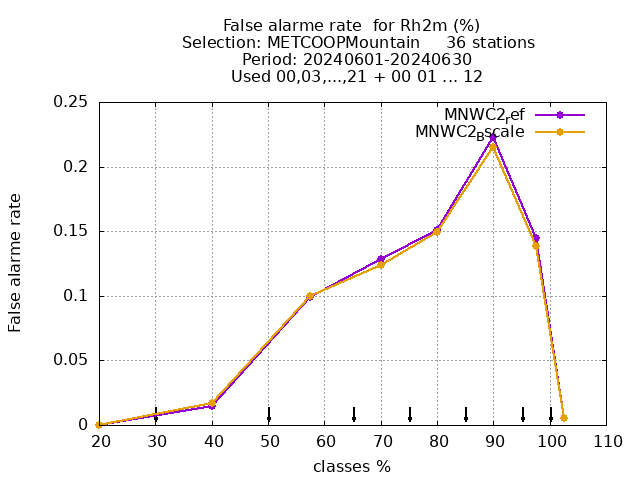 False alarme rate  for Rh2m (%)
Selection: METCOOPMountain     36 stations
Period: 20240601-20240630
Used 00,03,...,21 + 00 01 ... 12
MNWC2ref
MNWC2Bscale
False alarme rate
0.25
0.2
0.15
0.1
0.05
0
20 30 40 50 60 70 80 90 100 110
classes %